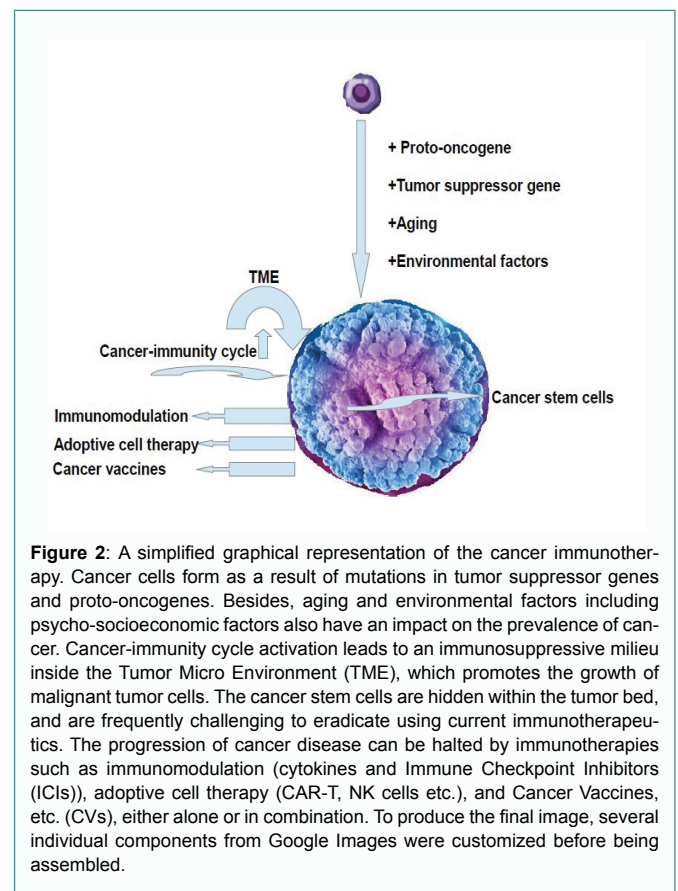 + Proto-oncogene
+Tumor suppressor gene
+Aging
+Environmental factors
TME
Cancer-immunity cycle
Cancer stem cells
Immunomodulation
Adoptive cell therapy
Cancer vaccines
Figure 2: A simplified graphical representation of the cancer immunother-
apy. Cancer cells form as a result of mutations in tumor suppressor genes
and proto-oncogenes. Besides, aging and environmental factors including
psycho-socioeconomic factors also have an impact on the prevalence of can-
cer. Cancer-immunity cycle activation leads to an immunosuppressive milieu
inside the Tumor Micro Environment (TME), which promotes the growth of
malignant tumor cells. The cancer stem cells are hidden within the tumor bed,
and are frequently challenging to eradicate using current immunotherapeu-
tics. The progression of cancer disease can be halted by immunotherapies
such as immunomodulation (cytokines and Immune Checkpoint Inhibitors
(ICIs)), adoptive cell therapy (CAR-T, NK cells etc.), and Cancer Vaccines,
etc. (CVs), either alone or in combination. To produce the final image, several
individual components from Google Images were customized before being
assembled.